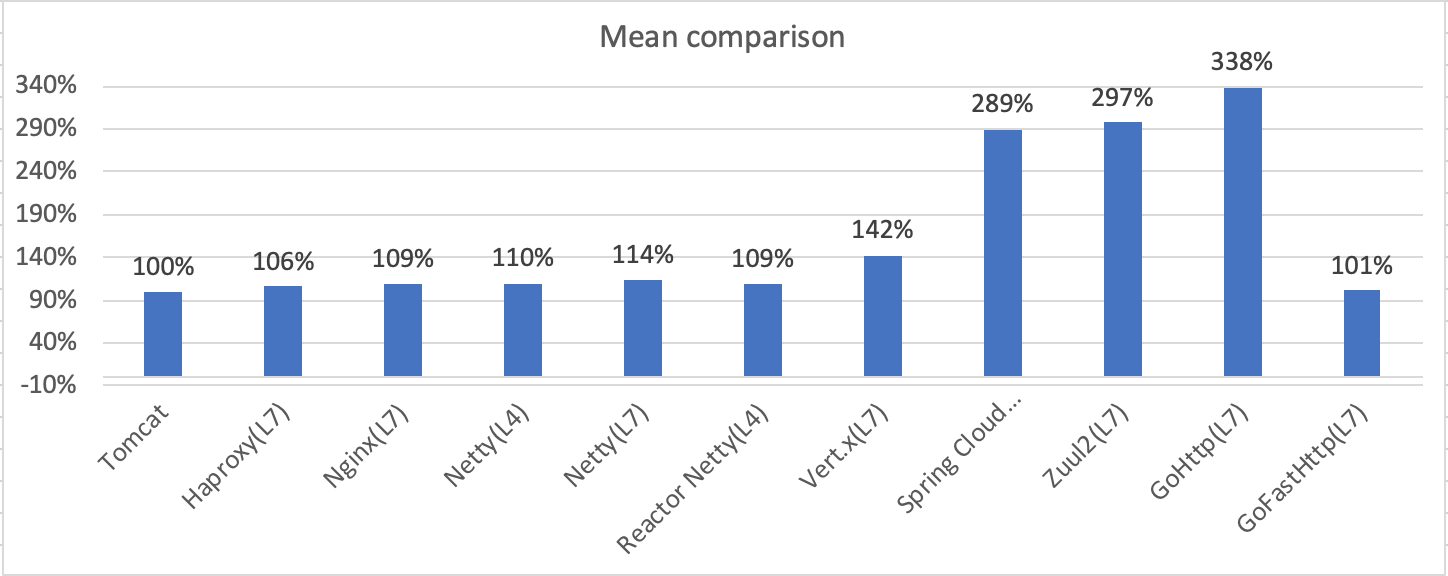 Mean comparison
340%
290%
240%
190%
140%
90%
40%
-10%
100%
106%
109%
110%
114%
109%
142%
289%
297%
338%
101%
Tomcat
Haproxy(L7)
Nginx(L7)
Netty(L4)
Netty(L7)
Reactor Netty(L4)
Vert.x(L7)
Spring Cloud...
Zuul2(L7)
GoHttp(L7)
GoFastHttp(L7)